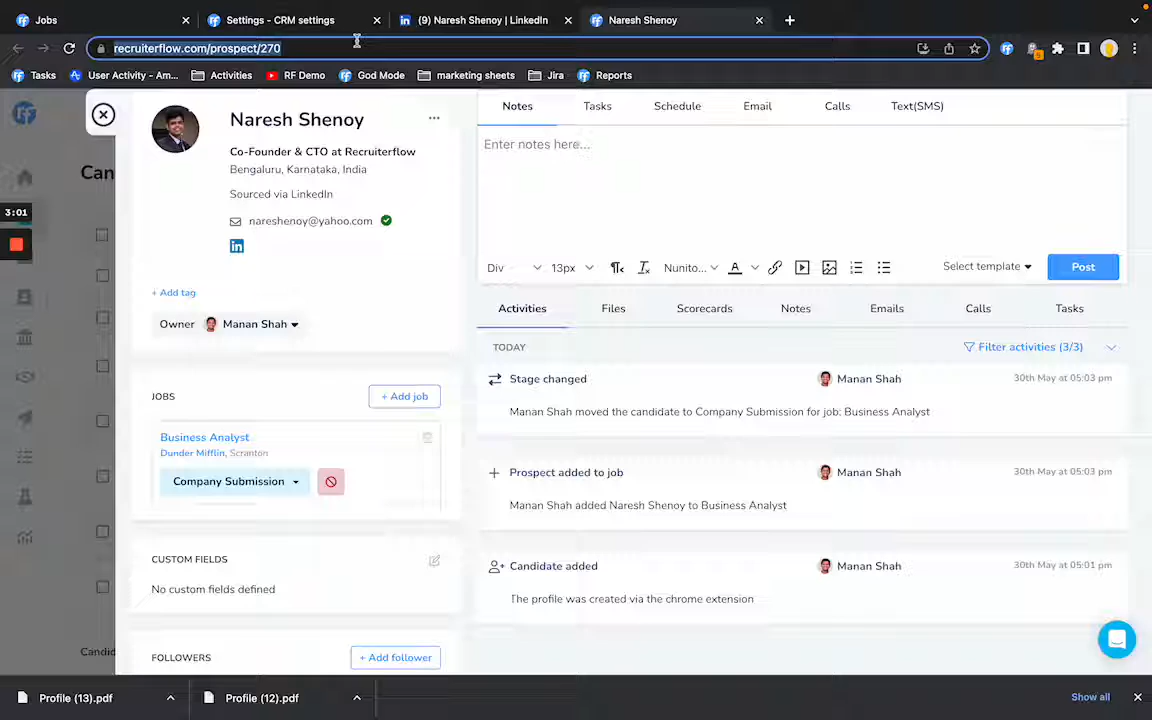 Jobs
Settings - CRM settings
(9) Naresh Shenoy | LinkedIn
Naresh Shenoy
recruiterflow.com/prospect/270
Tasks
User Activity - Am...
Activities
RF Demo
God Mode
marketing sheets
Jira
Reports
Can
3:01
Naresh Shenoy
Co-Founder & CTO at Recruiterflow
Bengaluru, Karnataka, India
Sourced via LinkedIn
nareshenoy@yahoo.com
+ Add tag
Owner
Manan Shah
JOBS
+ Add job
Business Analyst
Dunder Mifflin, Scranton
Company Submission
CUSTOM FIELDS
No custom fields defined
FOLLOWERS
+ Add follower
Candid
Notes
Tasks
Schedule
Email
Calls
Text(SMS)
Enter notes here...
Div
13px
Nunito...
Select template
Post
Activities
Files
Scorecards
Notes
Emails
Calls
Tasks
TODAY
Filter activities (3/3)
Stage changed
Manan Shah
30th May at 05:03 pm
Manan Shah moved the candidate to Company Submission for job: Business Analyst
Prospect added to job
Manan Shah
30th May at 05:03 pm
Manan Shah added Naresh Shenoy to Business Analyst
Candidate added
Manan Shah
30th May at 05:01 pm
The profile was created via the chrome extension
Profile (13).pdf
Profile (12).pdf
Show all